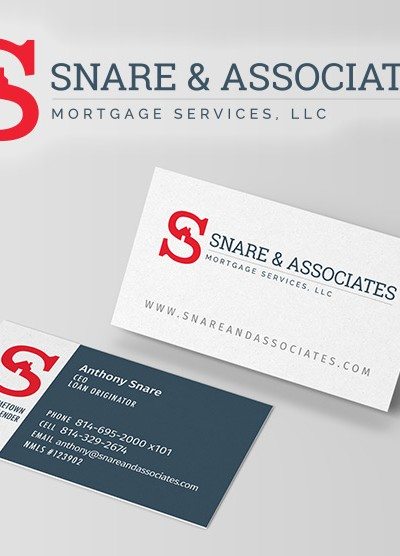 S SNARE & ASSOCIAT
MORTGAGE SERVICES, LLC
S SNARE & ASSOCIATES
MORTGAGE SERVICES, LLC
WWW.SNAREANDASSOCIATES.COM
S
Anthony Snare
CEO
LOAN ORIGINATOR
PHONE 814-695-2000 x101
CELL 814-329-2674
EMAIL anthony@snareandassociates.com
NMLS #123902